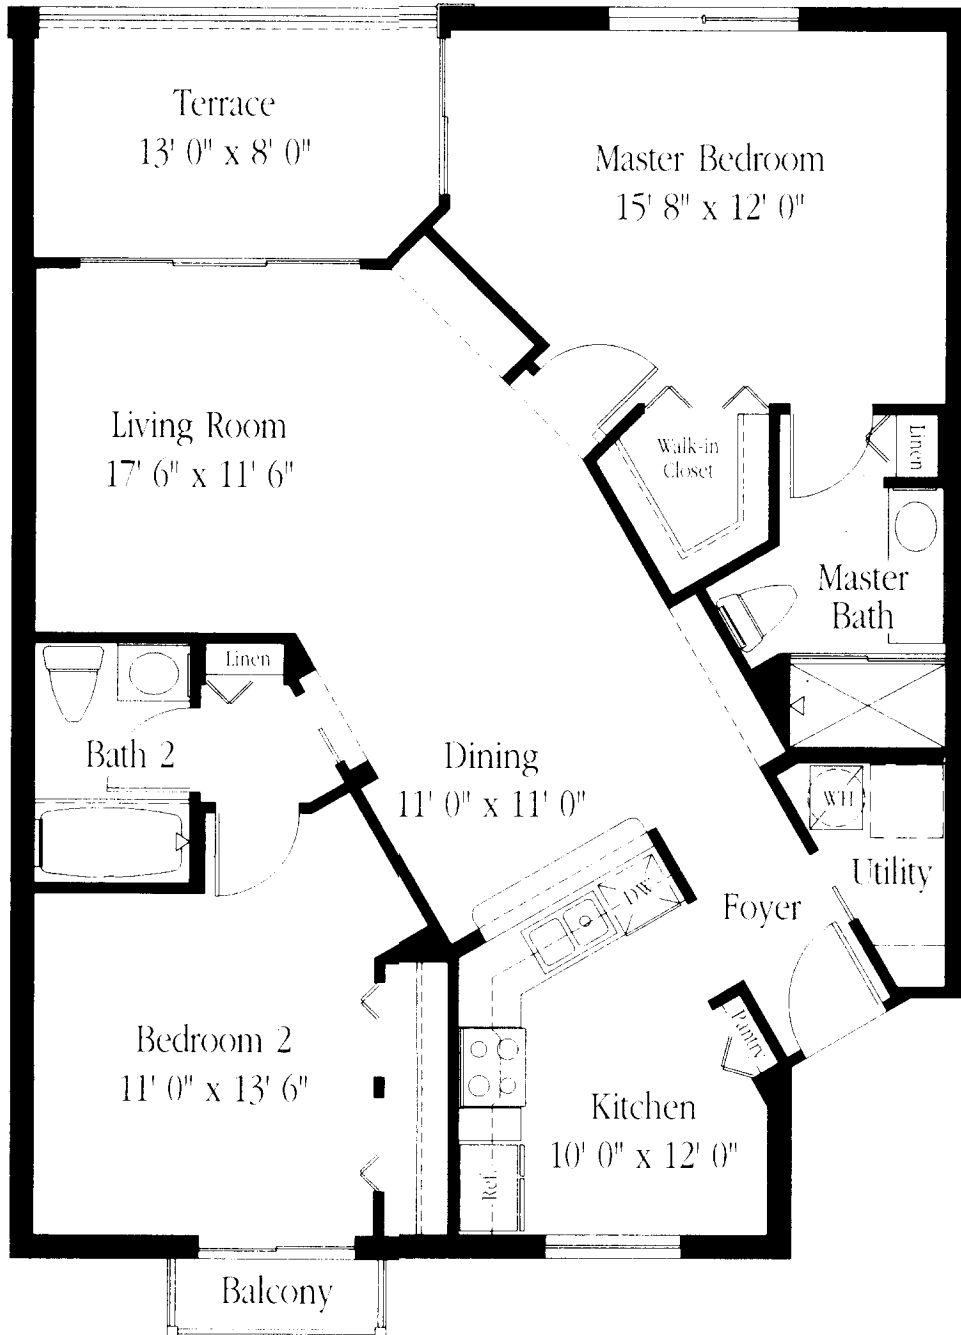 Terrace
13' 0" x 8' 0"
Master Bedroom
15' 8" x 12' 0"
Living Room
17' 6" x 11' 6"
Walk-in
Closet
Linen
Master
Bath
Linen
Bath 2
Dining
11' 0" x 11' 0"
WH
Utility
DW
Foyer
Bedroom 2
11' 0" x 13' 6"
Pantry
Kitchen
10' 0" x 12' 0"
Ref.
Balcony